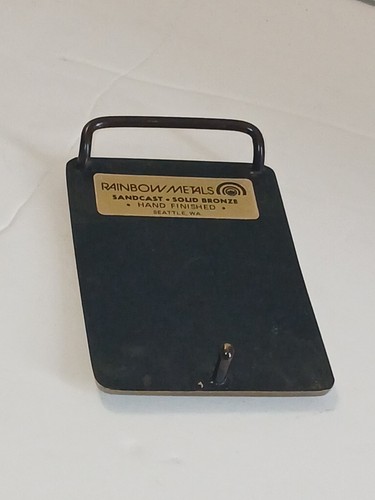 RAINBOW METALS
SANDCAST • SOLID BRONZE
• HAND FINISHED •
SEATTLE, WA